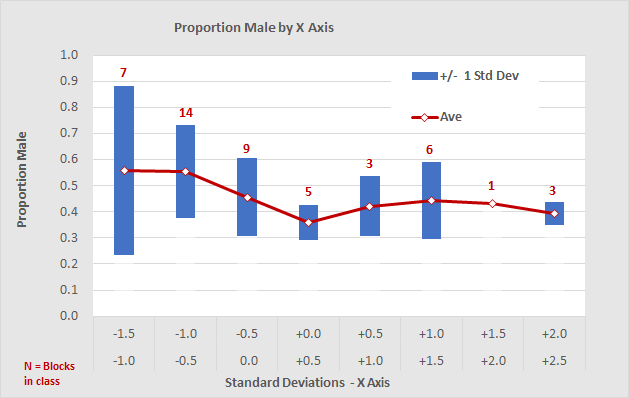 Proportion Male by X Axis
1.0
0.9
0.8
0.7
0.6
0.5
0.4
0.3
0.2
0.1
0.0
Proportion Male
7
14
9
5
3
6
1
3
+/- 1 Std Dev
Ave
-1.5 -1.0 -0.5 +0.0 +0.5 +1.0 +1.5 +2.0
-1.0 -0.5 0.0 +0.5 +1.0 +1.5 +2.0 +2.5
N = Blocks
in class
Standard Deviations - X Axis